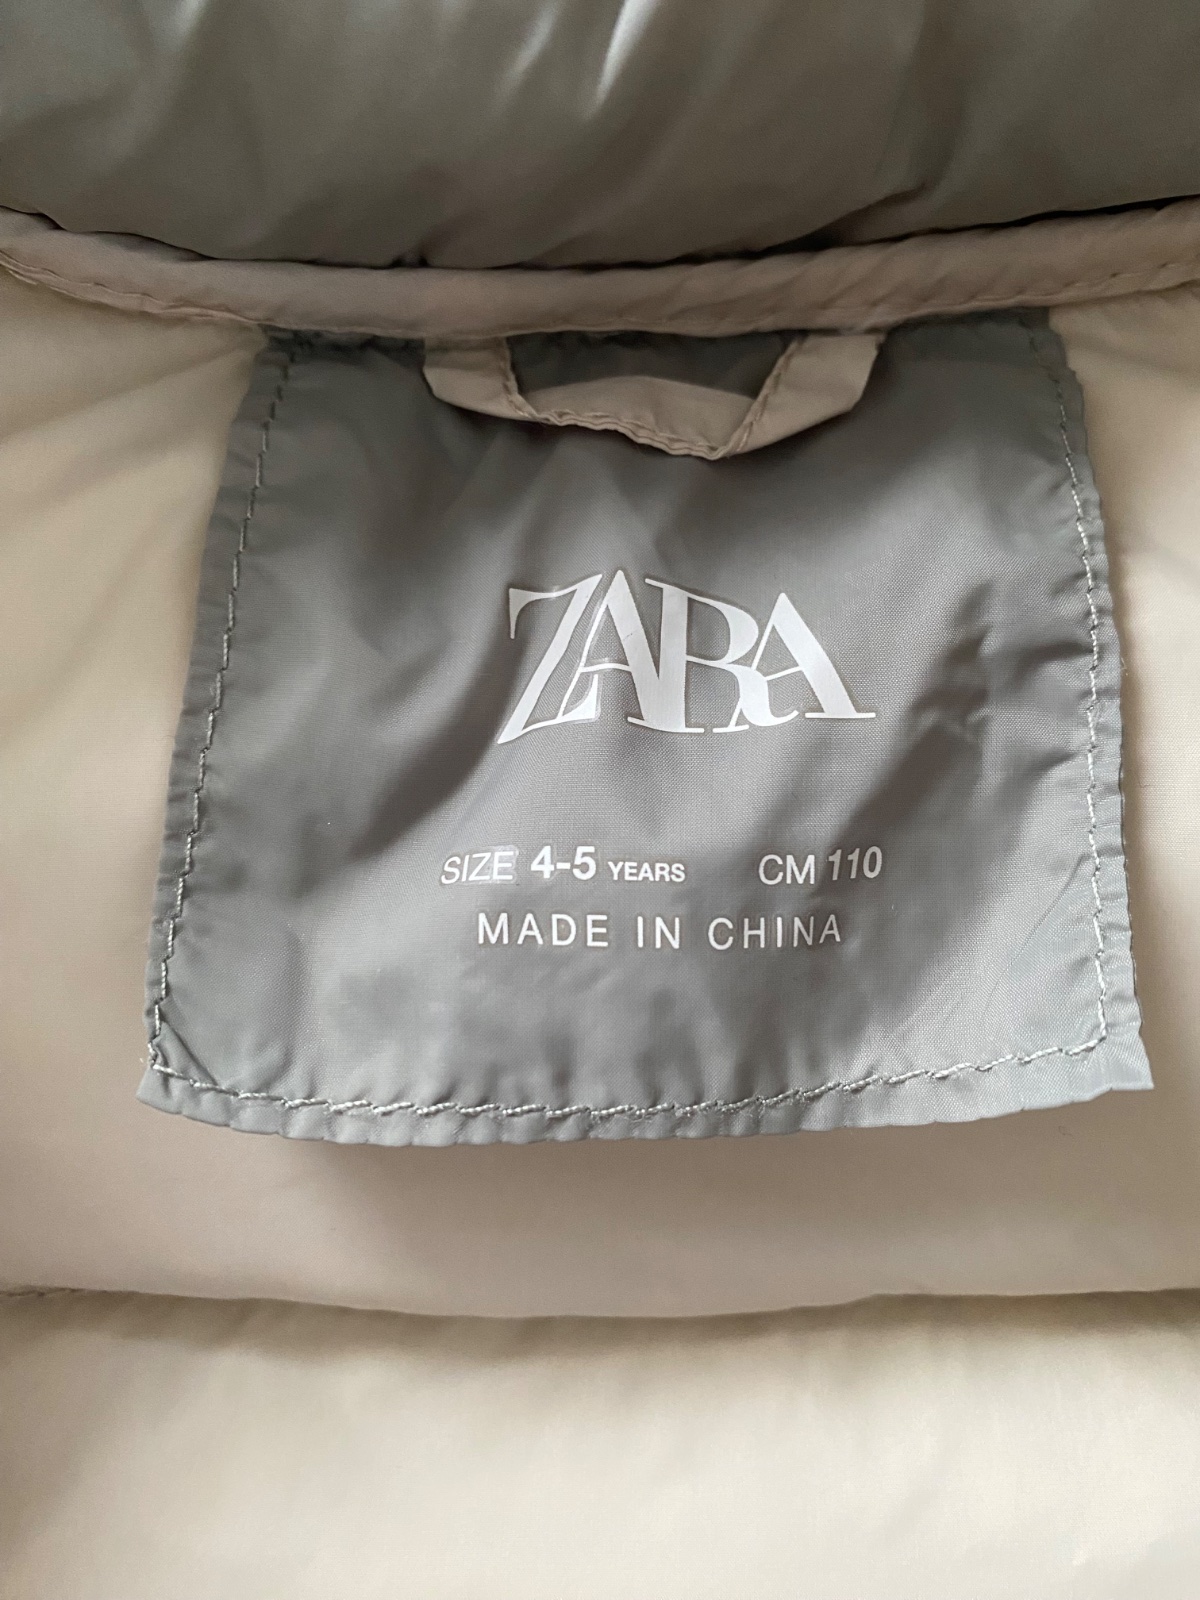 ZARA
SIZE 4-5 YEARS CM 110
MADE IN CHINA